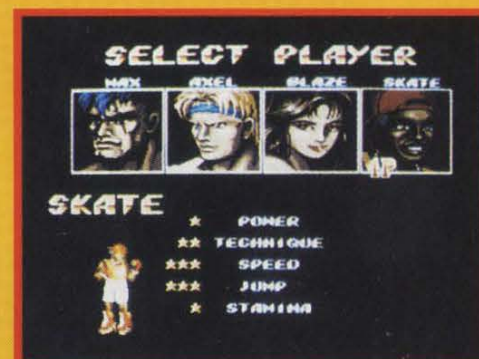 SELECT PLAYER
MAX AXEL BLAZE SKATE
1P
SKATE
★ POWER
★★ TECHNIQUE
★★★ SPEED
★★★ JUMP
★ STAMINA